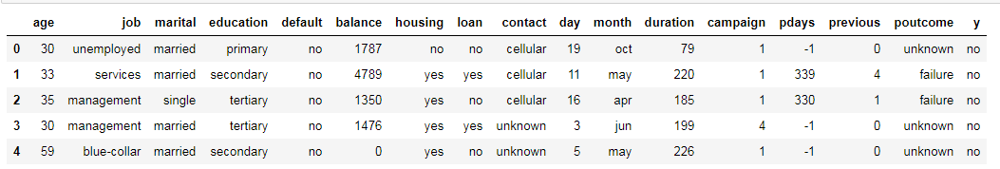 age job marital education default balance housing loan contact day month duration campaign pdays previous poutcome y
0 30 unemployed married primary no 1787 no no cellular 19 oct 79 1 -1 0 unknown no
1 33 services married secondary no 4789 yes yes cellular 11 may 220 1 339 4 failure no
2 35 management single tertiary no 1350 yes no cellular 16 apr 185 1 330 1 failure no
3 30 management married tertiary no 1476 yes yes unknown 3 jun 199 4 -1 0 unknown no
4 59 blue-collar married secondary no 0 yes no unknown 5 may 226 1 -1 0 unknown no